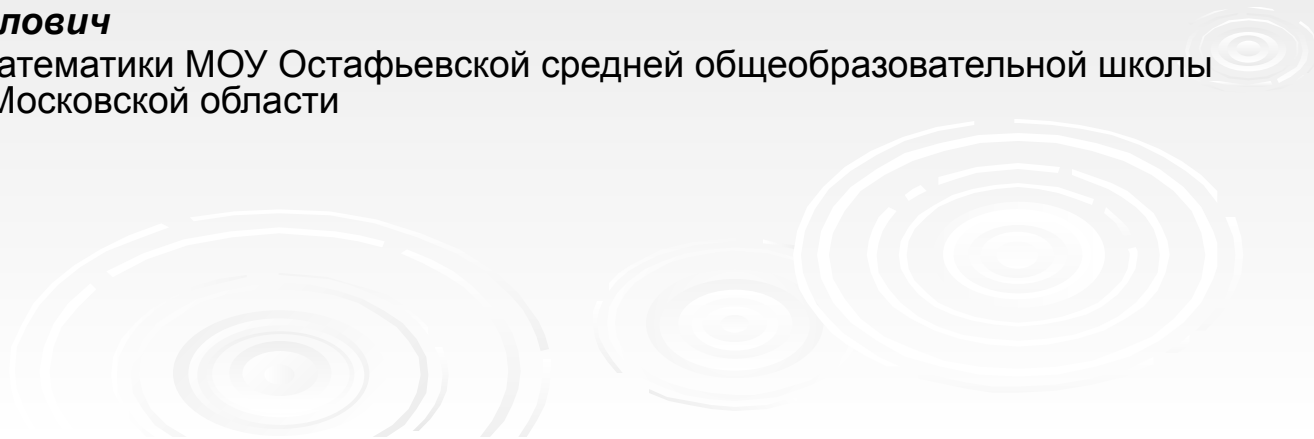 лович
атематики МОУ Остафьевской средней общеобразовательной школы
Московской области